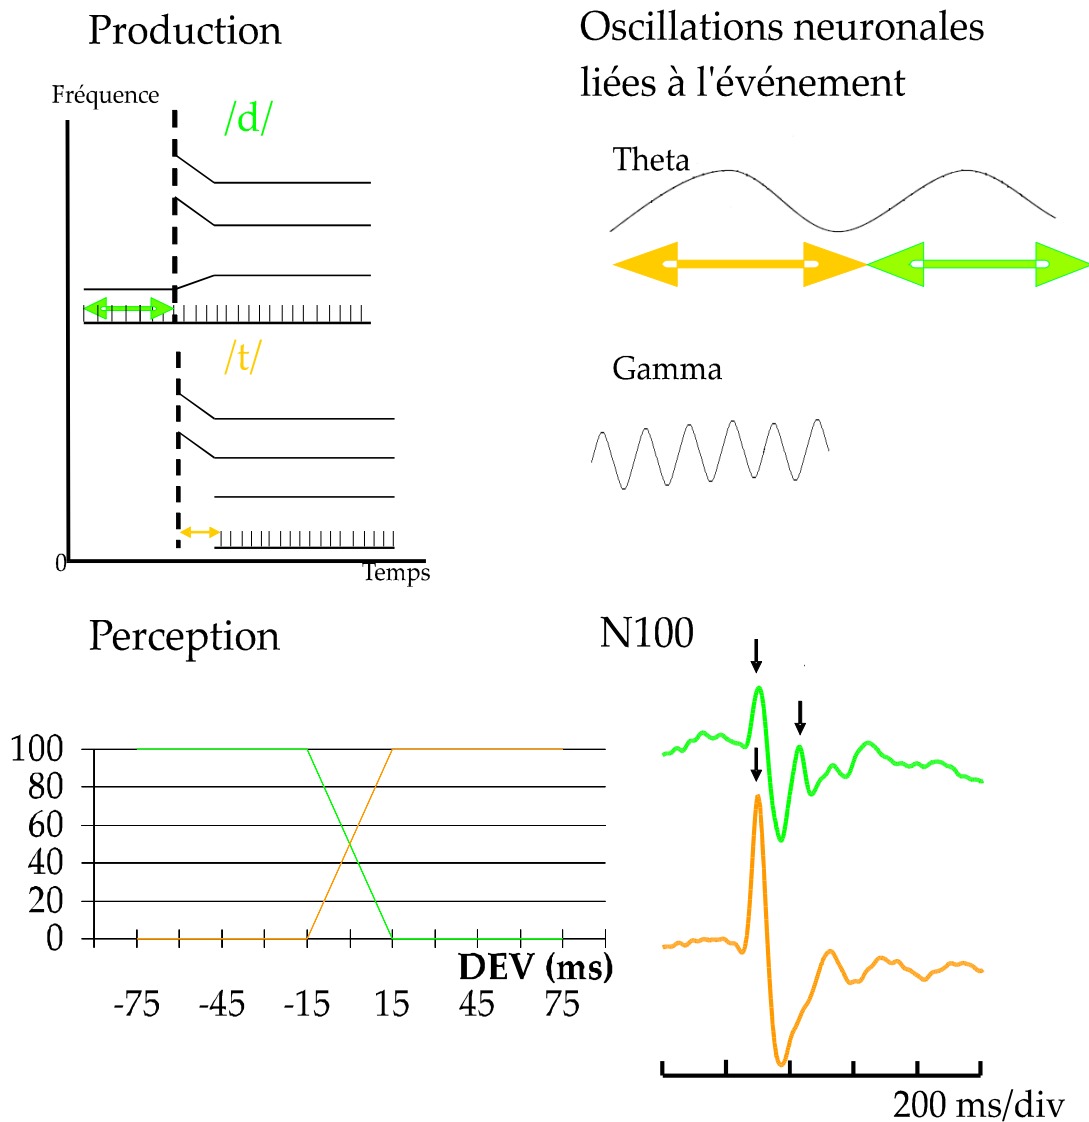 Production
Fréquence
/d/
/t/
0
Temps
Oscillations neuronales
liées à l'événement
Theta
Gamma
Perception
100
80
60
40
20
0
DEV (ms)
-75 -45 -15 15 45 75
N100
200 ms/div